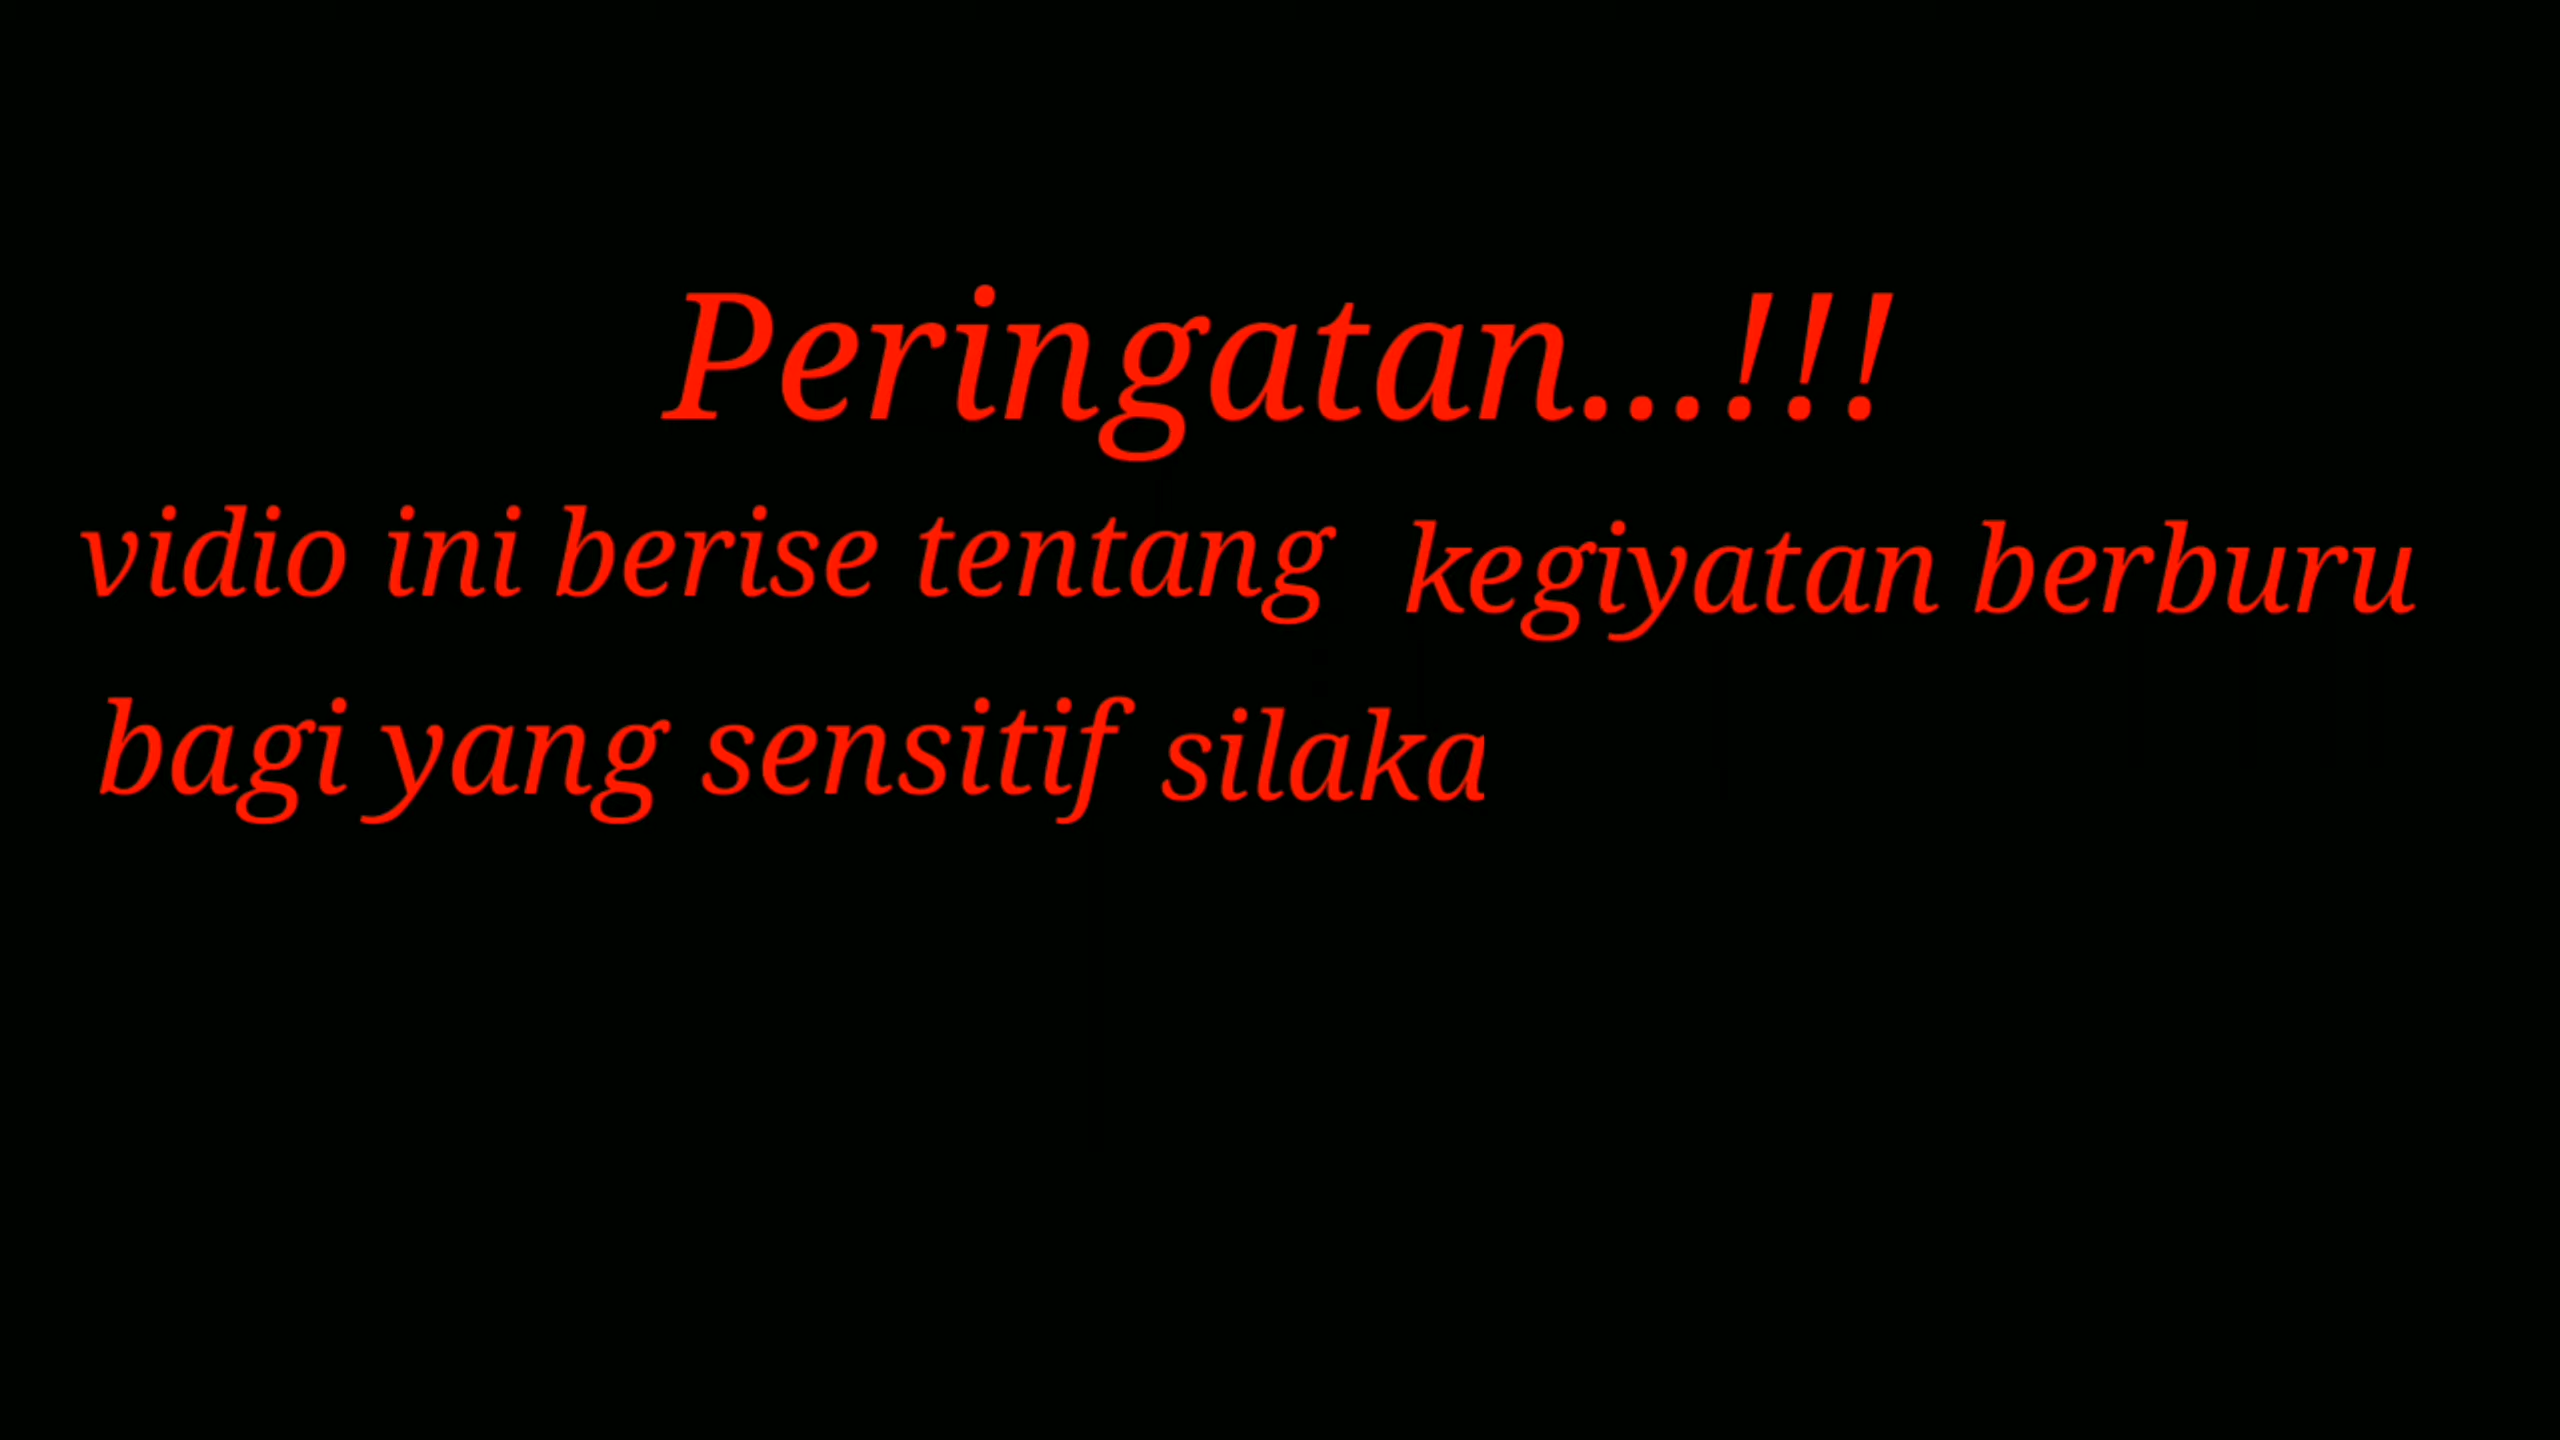 Peringatan...!!!
vidio ini berise tentang kegiyatan berburu
bagi yang sensitif silaka